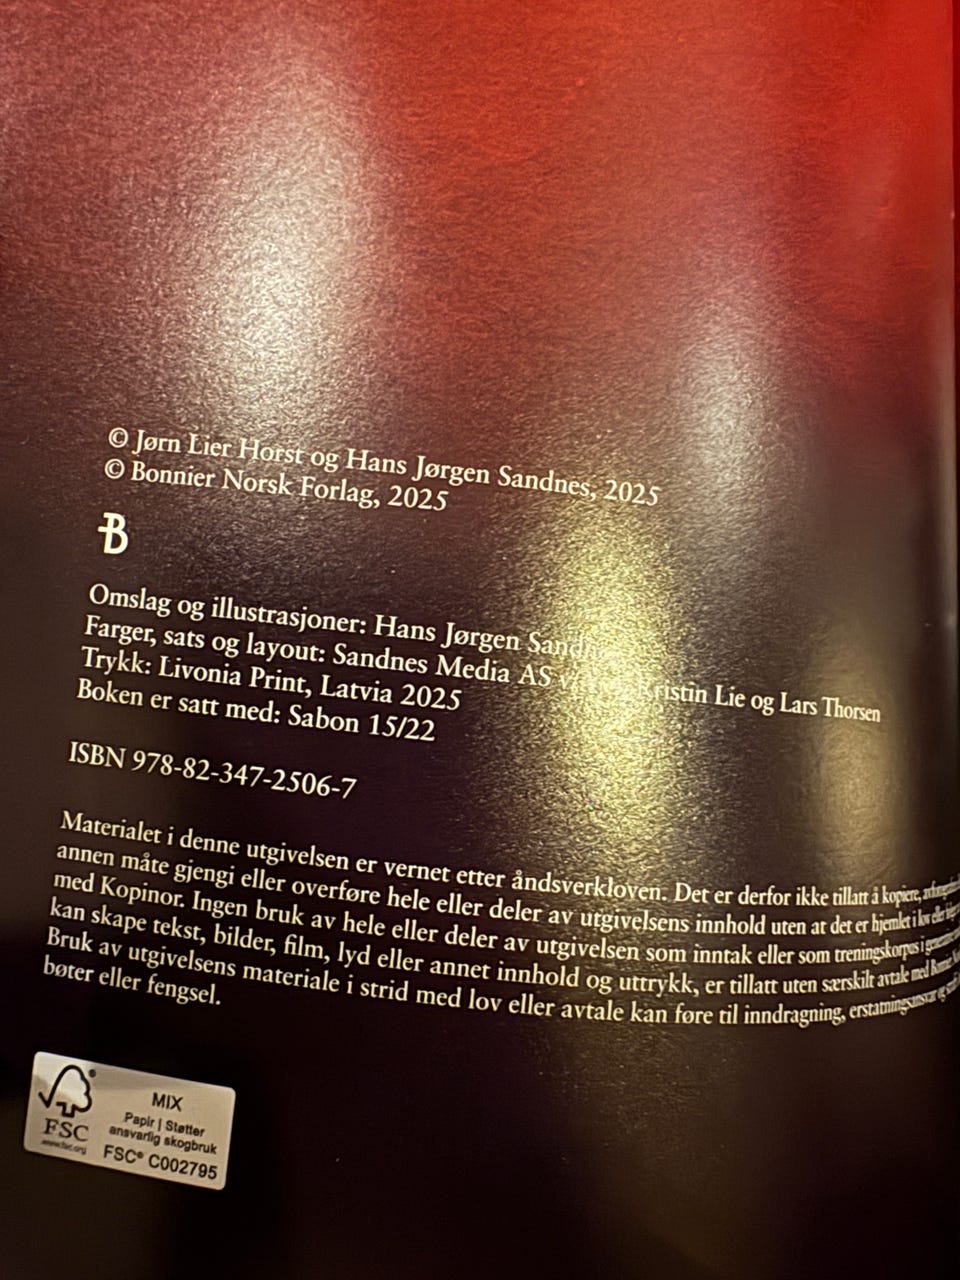 © Jørn Lier Horst og Hans Jørgen Sandnes, 2025
© Bonnier Norsk Forlag, 2025
B
Omslag og illustrasjoner: Hans Jørgen
Farger, sats og layout: Sandnes Media AS Kristin Lie og Lars Thorsen
Trykk: Livonia Print, Latvia 2025
Boken er satt med: Sabon 15/22
ISBN 978-82-347-2506-7
Materialet i denne utgivelsen er vernet etter åndsverkloven. Det er derfor ikke tillatt å kopiere,
annen måte gjengi eller overføre hele eller deler av utgivelsens innhold uten at det er hjemlet i lov eller
med Kopinor. Ingen bruk av hele eller deler av utgivelsen som inntak eller som treningskorpus i
kan skape tekst, bilder, film, lyd eller annet innhold og uttrykk, er tillatt uten særskilt avtale med
Bruk av utgivelsens materiale i strid med lov eller avtale kan føre til inndragning, erstatningsansvar og
bøter eller fengsel.
FSC®
www.fsc.org
MIX
Papir | Støtter
ansvarlig skogbruk
FSC® C002795